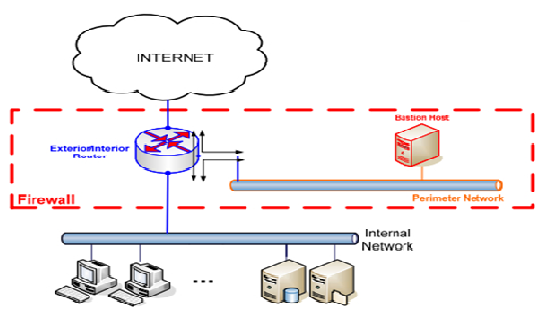 INTERNET
Bastion Host
Exterior/Interior
Router
Firewall
Perimeter Network
Internal
Network
...